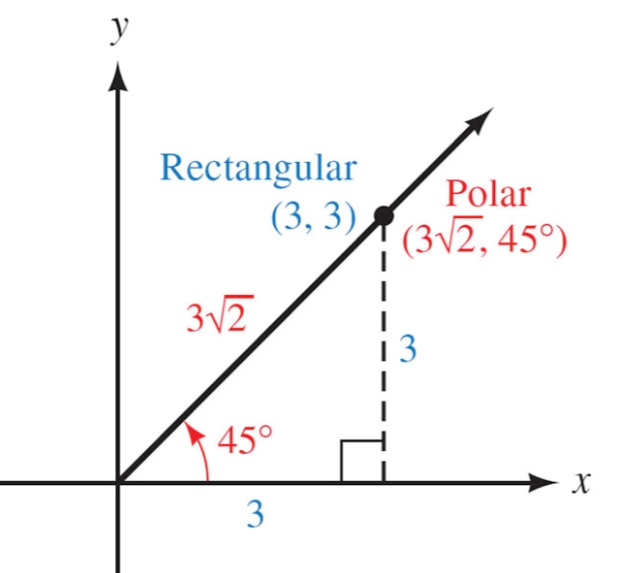 y
Rectangular
(3, 3)
Polar
(3√2, 45°)
3√2
3
45°
x
3